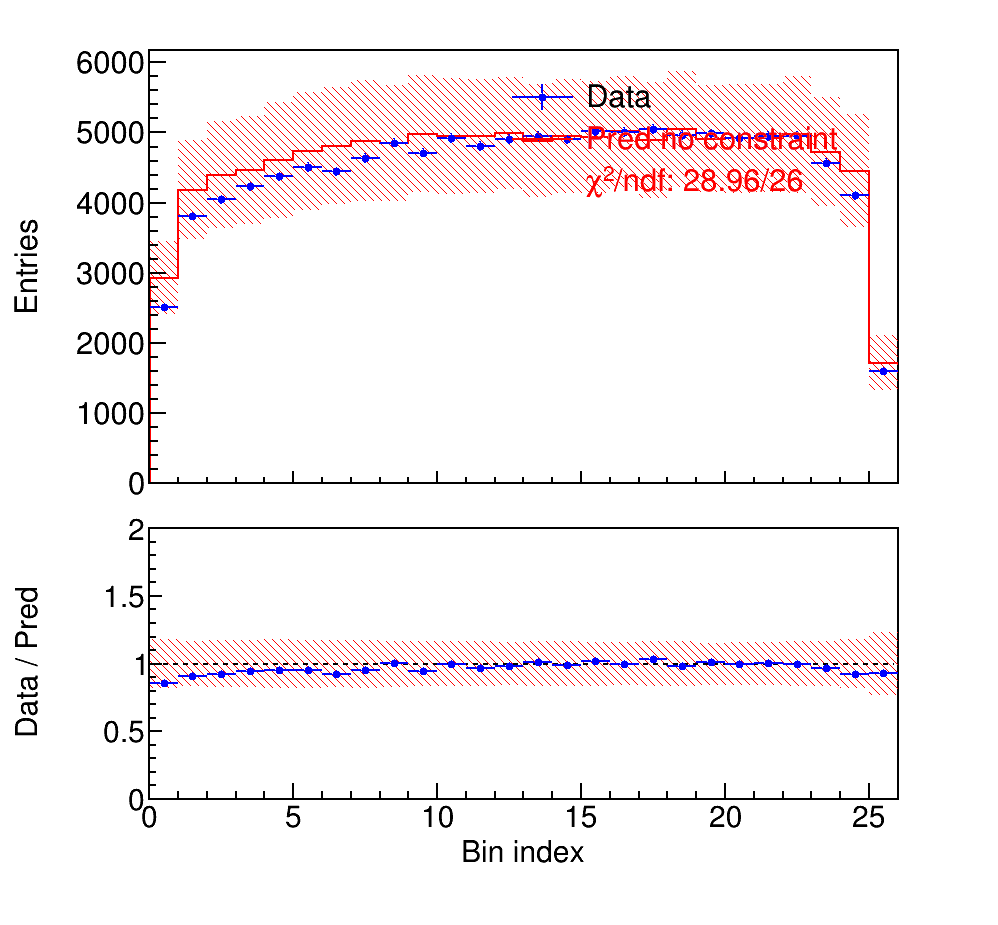 6000
5000
4000
3000
2000
1000
0
Entries
Data
Pred no constraint
χ²/ndf: 28.96/26
2
1.5
1
0.5
0
Data / Pred
0 5 10 15 20 25
Bin index